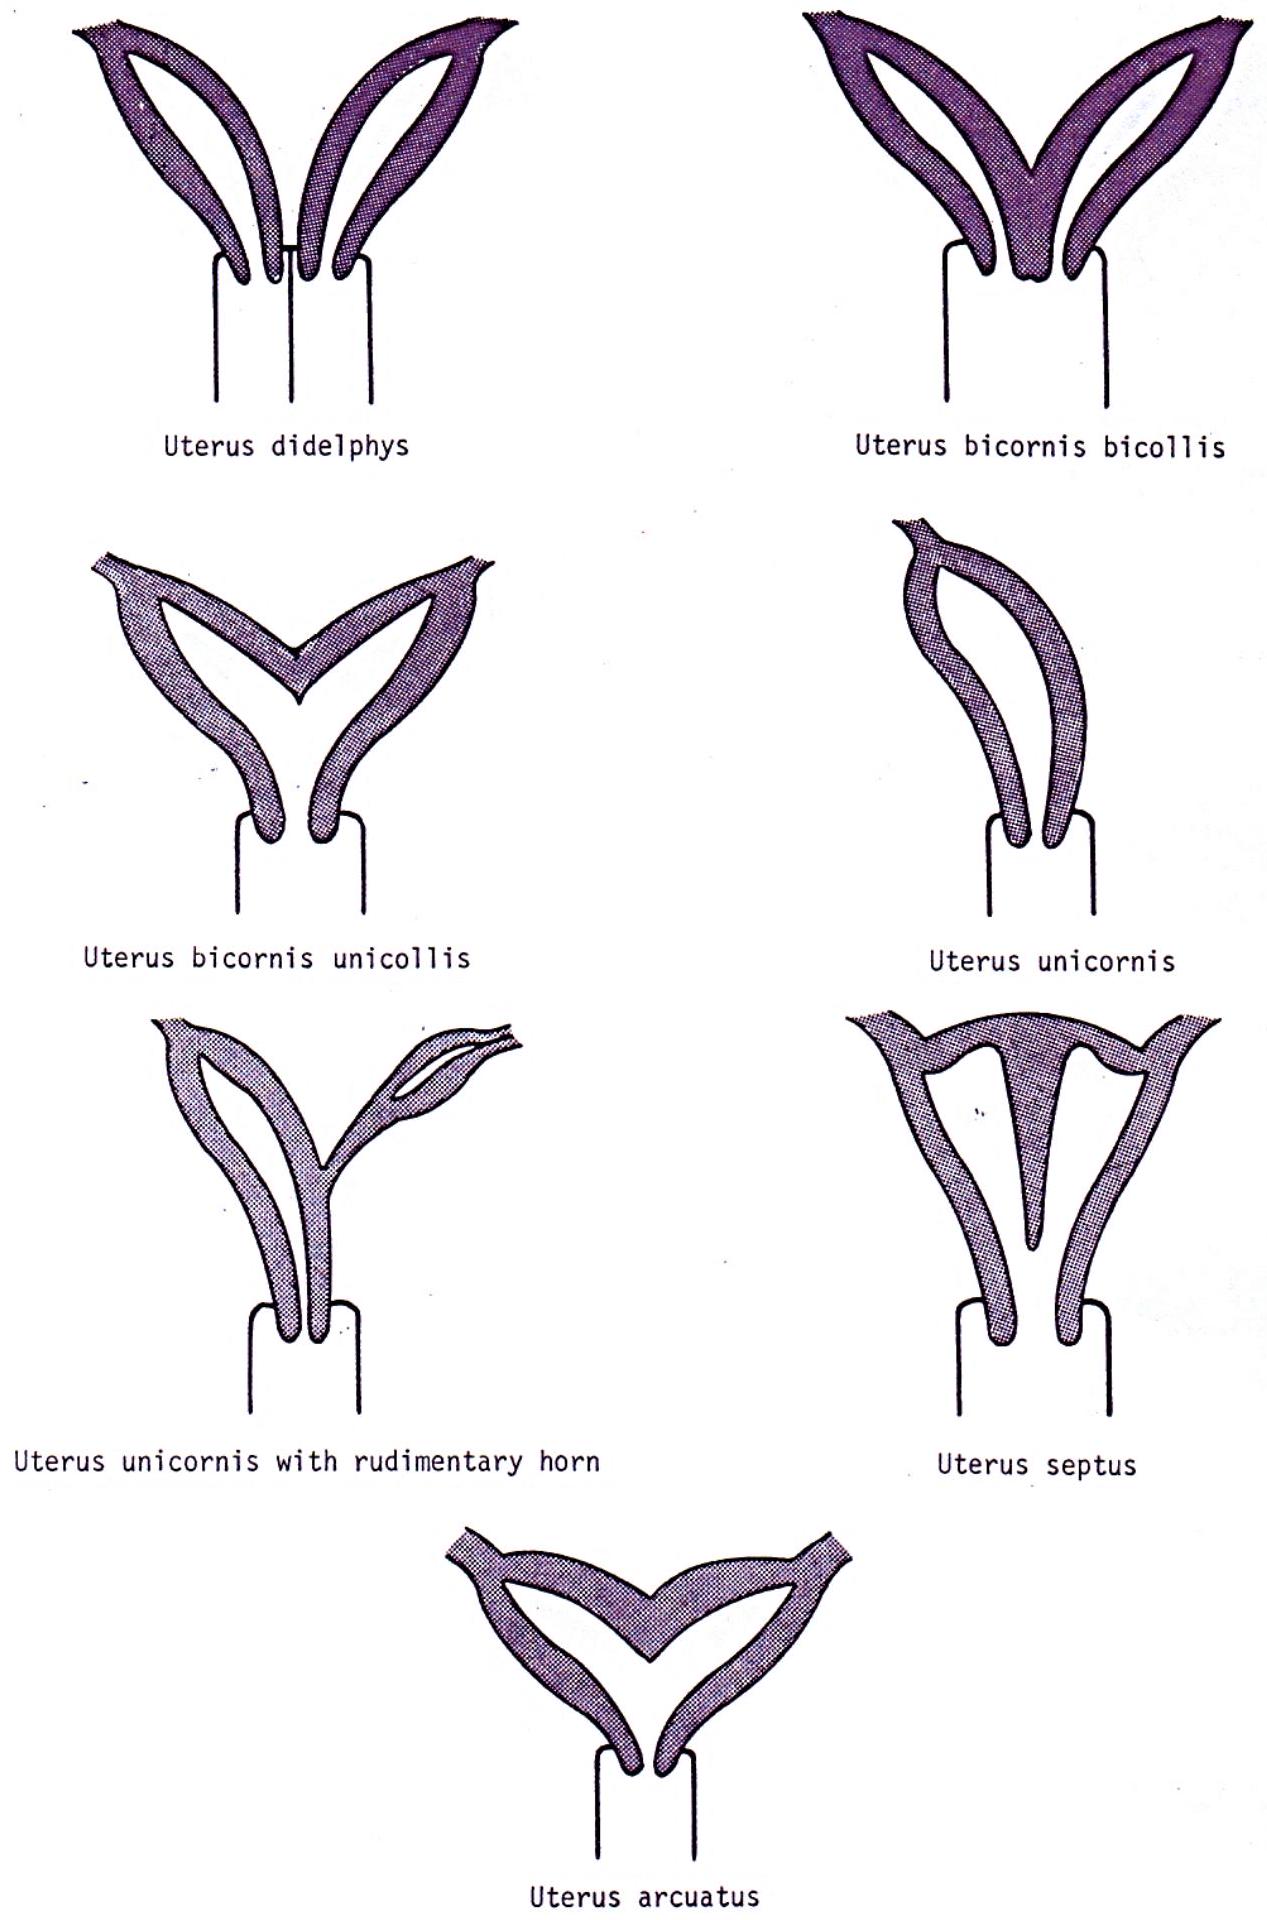 Uterus didelphys
Uterus bicornis bicollis
Uterus bicornis unicollis
Uterus unicornis
Uterus unicornis with rudimentary horn
Uterus septus
Uterus arcuatus